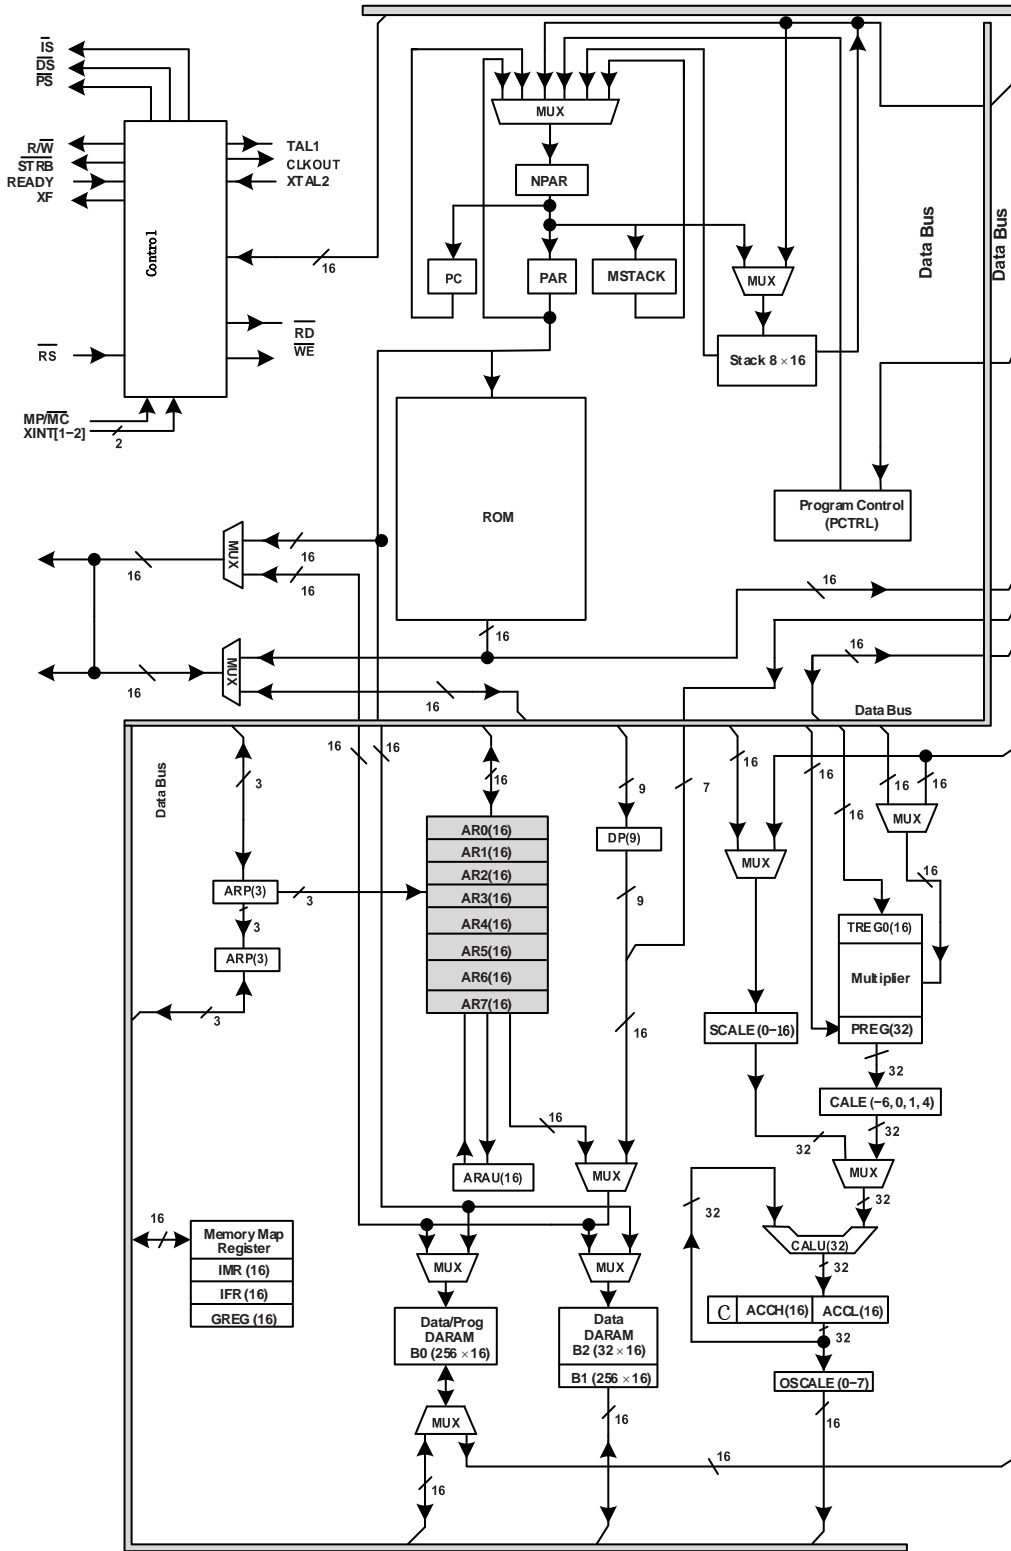 IS
DS
PS
R/W
STRB
READY
XF
TAL1
CLKOUT
XTAL2
Control
16
RD
WE
RS
MP/MC
XINT[1−2]
2
MUX
NPAR
PC
PAR
MSTACK
MUX
Stack 8 × 16
Data Bus
Data Bus
Program Control
(PCTRL)
ROM
MUX
16
16
16
16
16
MUX
16
16
16
Data Bus
Data Bus
3
16
16
16
9
7
16
16
16
16
16
AR0(16)
AR1(16)
AR2(16)
AR3(16)
AR4(16)
AR5(16)
AR6(16)
AR7(16)
DP(9)
9
MUX
MUX
16
ARP(3)
3
3
ARP(3)
3
TREG0(16)
Multiplier
PREG(32)
SCALE (0−16)
16
32
CALE (−6, 0, 1, 4)
32
32
16
ARAU(16)
MUX
MUX
32
32
CALU(32)
32
C
ACCH(16)
ACCL(16)
32
OSCALE (0−7)
16
16
Memory Map
Register
IMR (16)
IFR (16)
GREG (16)
MUX
MUX
Data/Prog
DARAM
B0 (256 × 16)
Data
DARAM
B2 (32 × 16)
B1 (256 × 16)
MUX
16
16
16